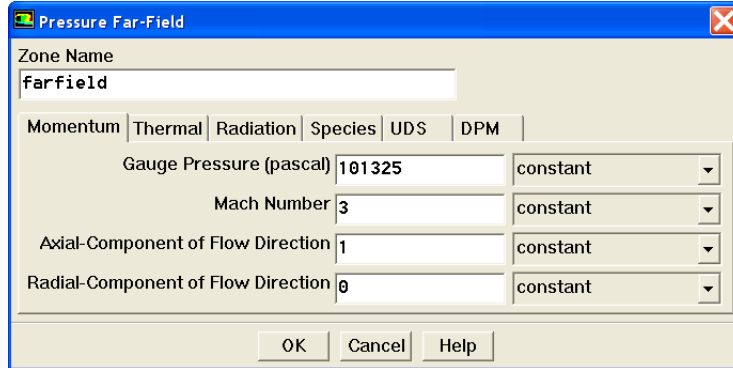 Pressure Far-Field
Zone Name
farfield
Momentum Thermal Radiation Species UDS DPM
Gauge Pressure (pascal) 101325 constant
Mach Number 3 constant
Axial-Component of Flow Direction 1 constant
Radial-Component of Flow Direction 0 constant
OK Cancel Help